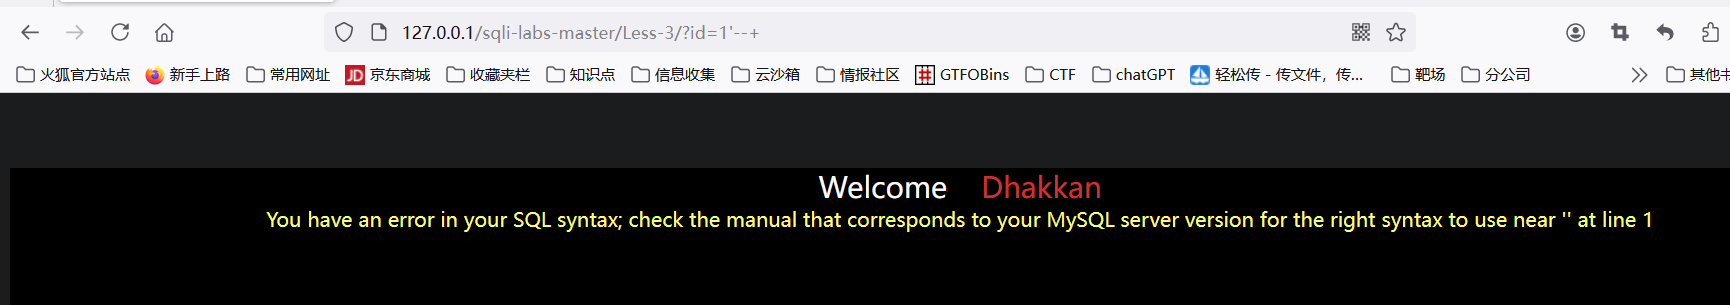 127.0.0.1/sqli-labs-master/Less-3/?id=1'--+
火狐官方站点 新手上路 常用网址 JD 京东商城 收藏夹栏 知识点 信息收集 云沙箱 情报社区 GTFOBins CTF chatGPT 轻松传 - 传文件，传... 靶场 分公司 其他书
Welcome Dhakkan
You have an error in your SQL syntax; check the manual that corresponds to your MySQL server version for the right syntax to use near '' at line 1